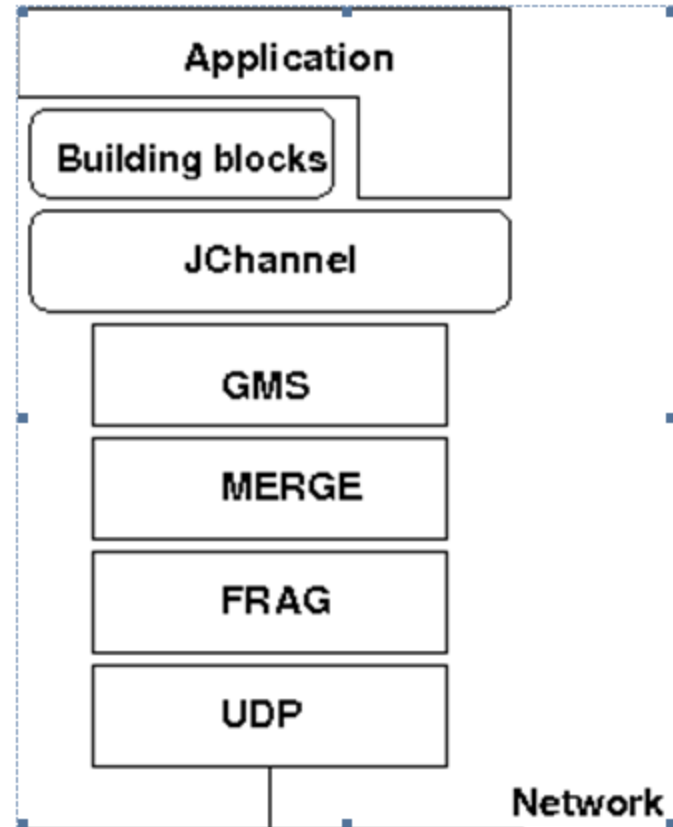 Application
Building blocks
JChannel
GMS
MERGE
FRAG
UDP
Network